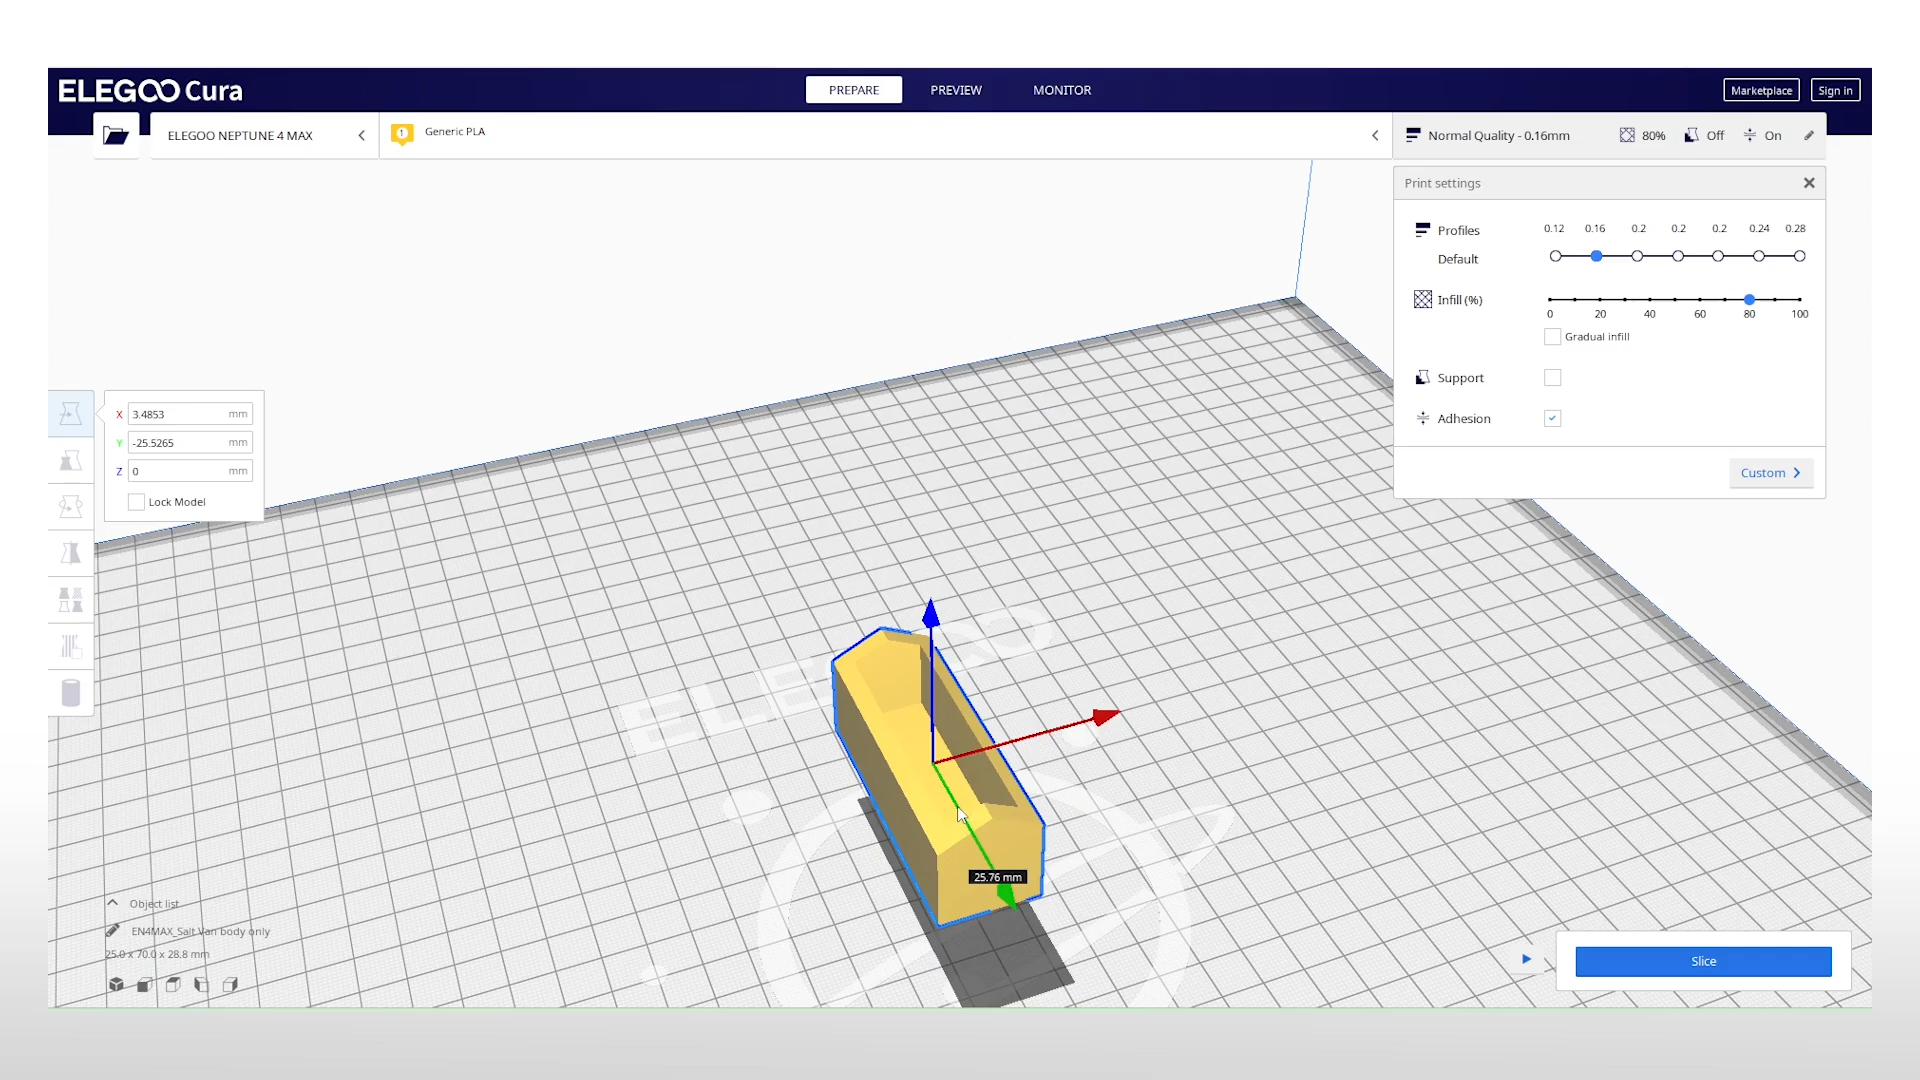 ELEGOO Cura
PREPARE
PREVIEW
MONITOR
Marketplace
Sign in
ELEGOO NEPTUNE 4 MAX
1
Generic PLA
Normal Quality - 0.16mm
80%
Off
On
Print settings
Profiles
0.12 0.16 0.2 0.2 0.2 0.24 0.28
Default
Infill (%)
0 20 40 60 80 100
Gradual infill
Support
Adhesion
Custom
X 3.4853 mm
Y -25.5265 mm
Z 0 mm
Lock Model
ELEGOO
25.76 mm
Object list
EN4MAX_Salt Van body only
25.0 x 70.0 x 28.8 mm
Slice